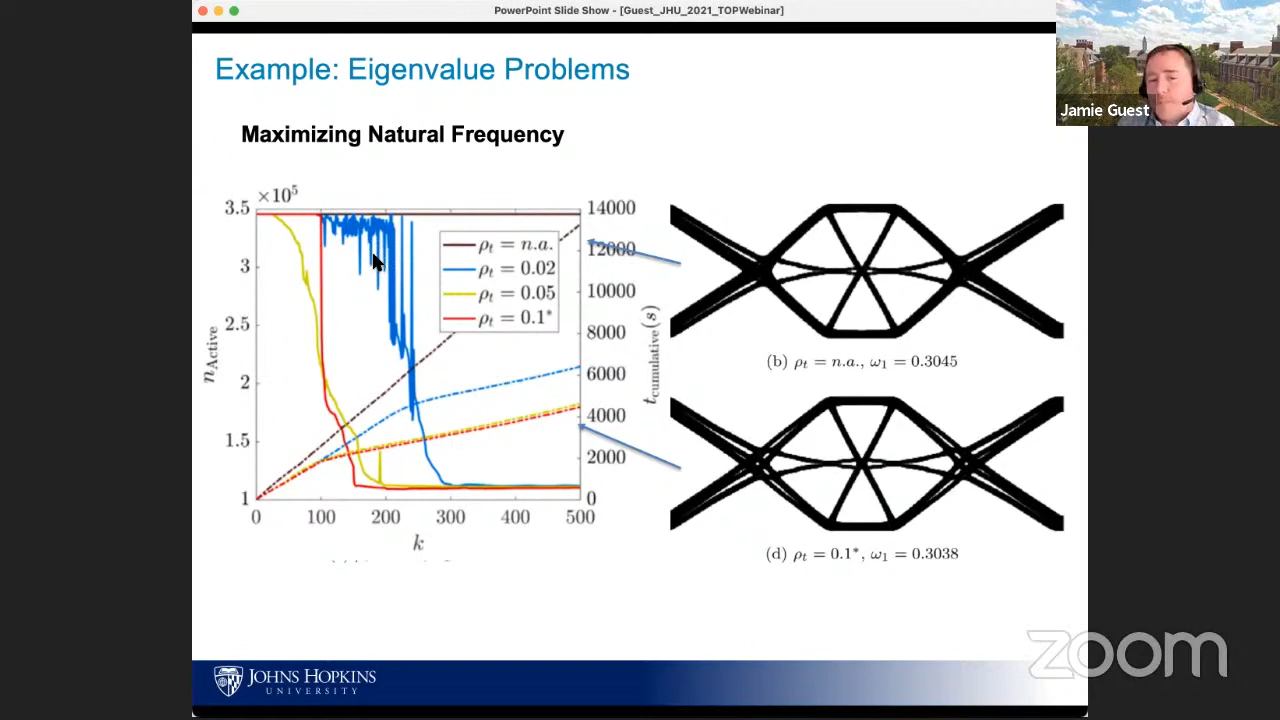 PowerPoint Slide Show - [Guest_JHU_2021_TOPWebinar]
Jamie Guest
Example: Eigenvalue Problems
Maximizing Natural Frequency
×10⁵
3.5
3
2.5
2
1.5
1
n_Active
0 100 200 300 400 500
k
14000
12000
10000
8000
6000
4000
2000
0
t_cumulative(s)
ρ_t = n.a.
ρ_t = 0.02
ρ_t = 0.05
ρ_t = 0.1*
(b) ρ_t = n.a., ω₁ = 0.3045
(d) ρ_t = 0.1*, ω₁ = 0.3038
JOHNS HOPKINS
UNIVERSITY
zoom